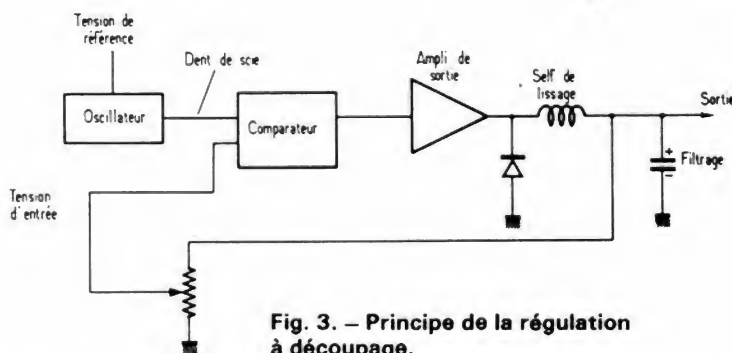 Tension de
référence
Dent de scie
Oscillateur
Comparateur
Ampli de
sortie
Self de
lissage
Sortie
+
Filtrage
−
Tension
d'entrée
Fig. 3. – Principe de la régulation
à découpage.